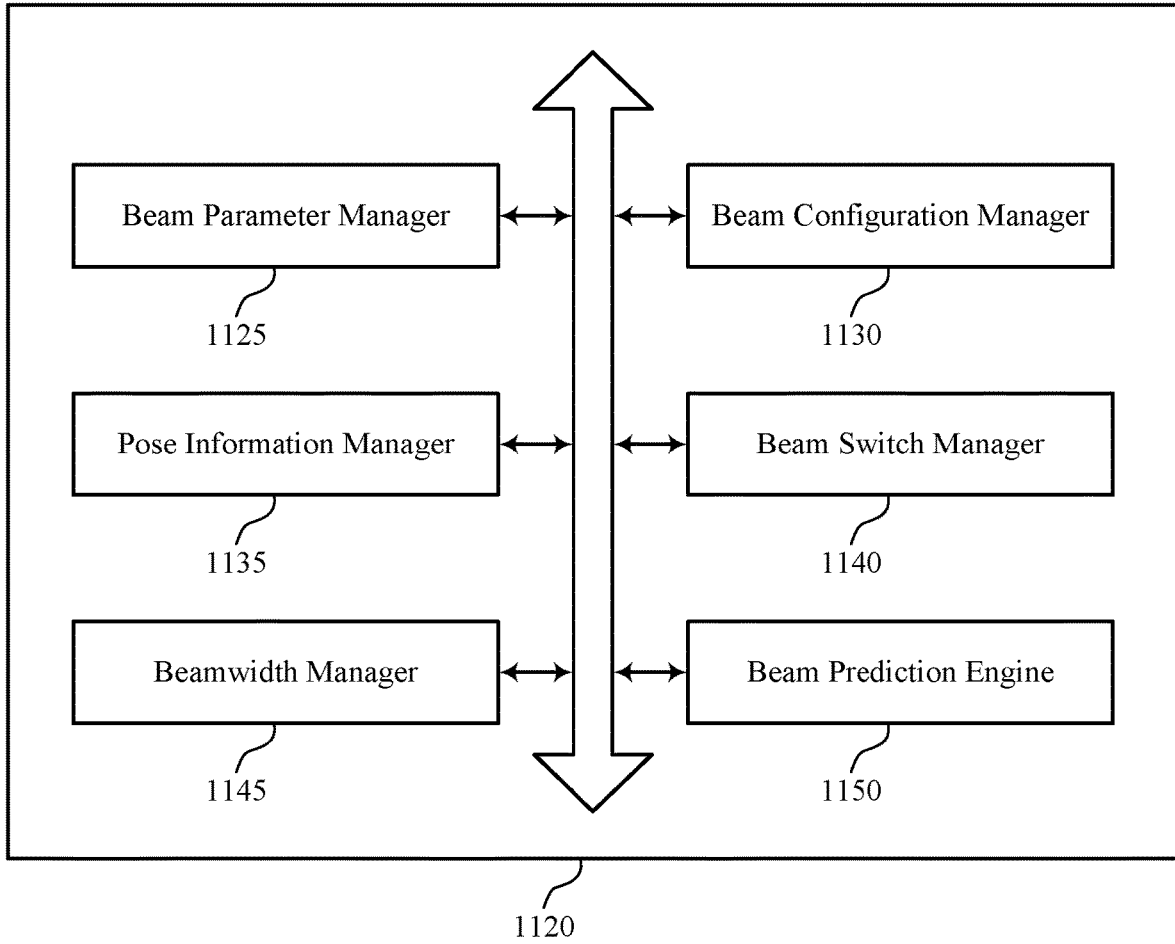 Beam Parameter Manager
Beam Configuration Manager
1125
1130
Pose Information Manager
Beam Switch Manager
1135
1140
Beamwidth Manager
Beam Prediction Engine
1145
1150
1120